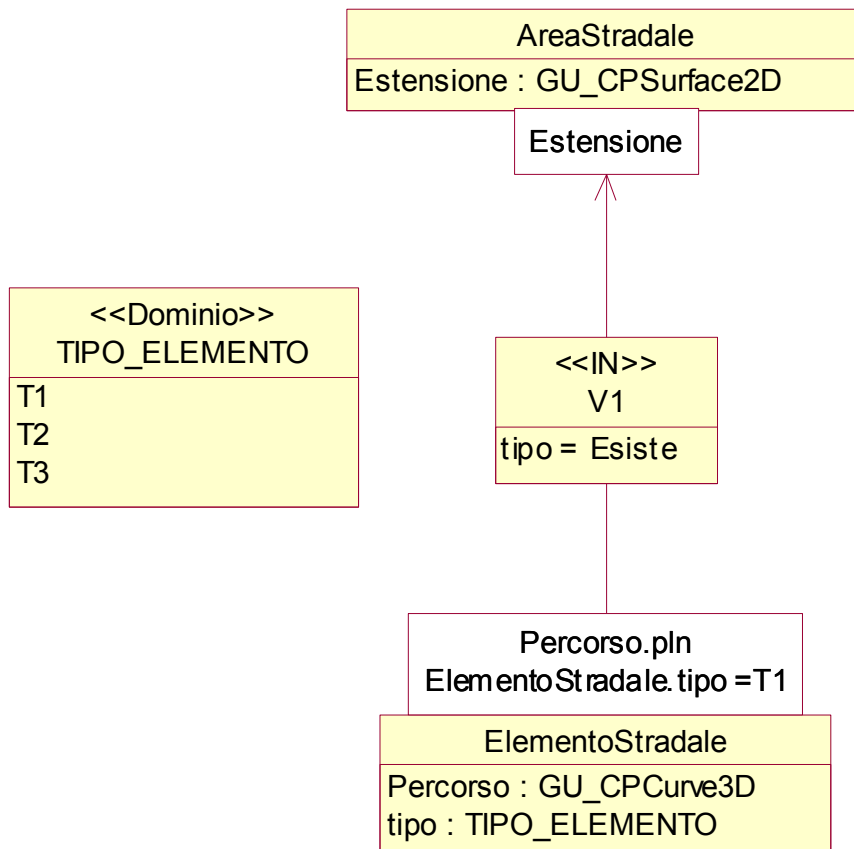 AreaStradale
Estensione : GU_CPSurface2D
Estensione
<<Dominio>>
TIPO_ELEMENTO
T1
T2
T3
<<IN>>
V1
tipo = Esiste
Percorso.pln
ElementoStradale.tipo =T1
ElementoStradale
Percorso : GU_CPCurve3D
tipo : TIPO_ELEMENTO